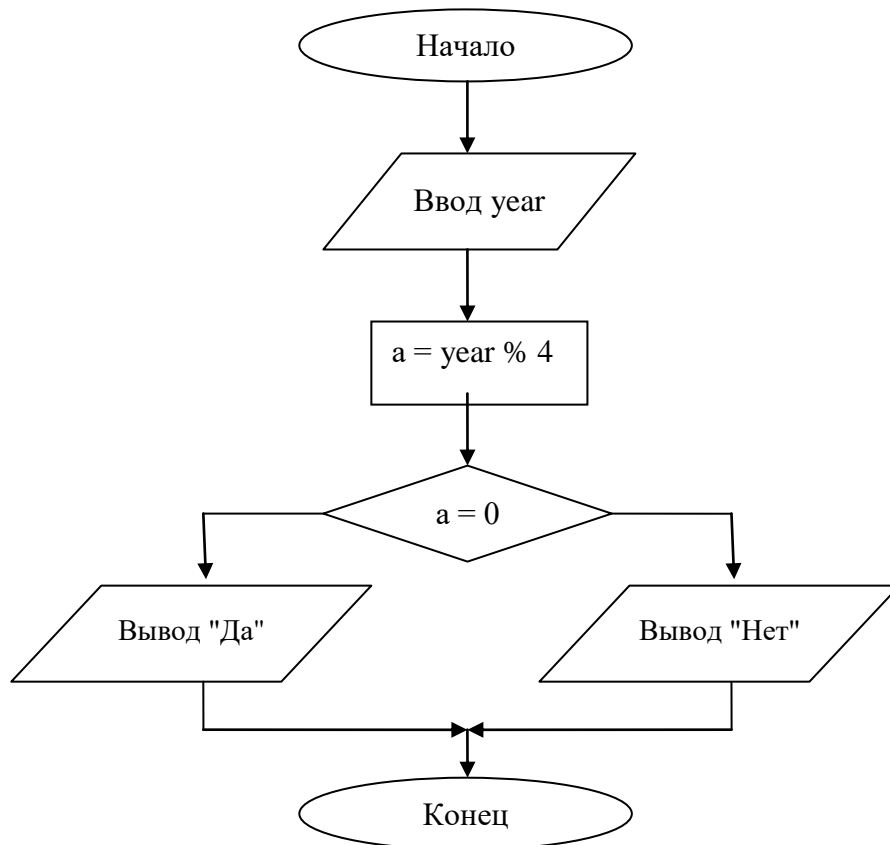 Начало
Ввод year
a = year % 4
a = 0
Вывод "Да"
Вывод "Нет"
Конец